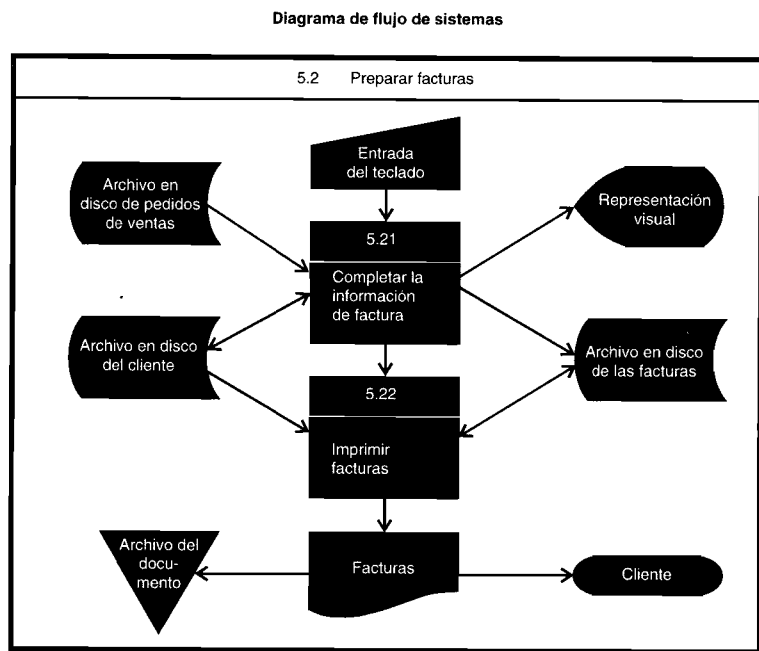 Diagrama de flujo de sistemas
5.2 Preparar facturas
Entrada
del teclado
Archivo en
disco de pedidos
de ventas
Representación
visual
5.21
Completar la
información
de factura
Archivo en disco
del cliente
Archivo en disco
de las facturas
5.22
Imprimir
facturas
Archivo del
docu-
mento
Facturas
Cliente